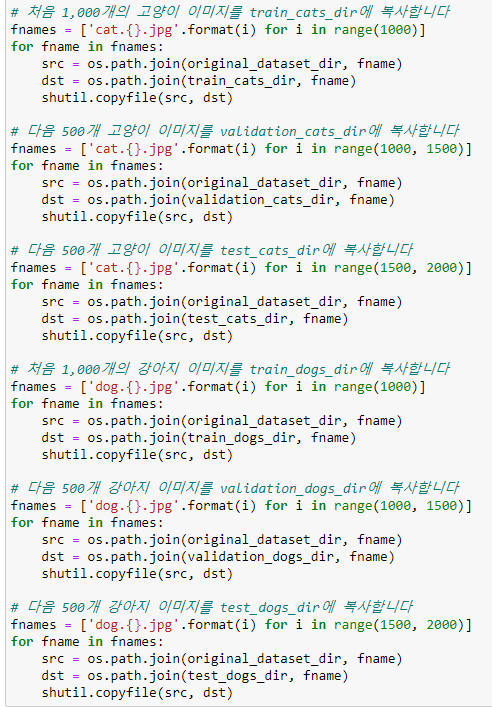 # 처음 1,000개의 고양이 이미지를 train_cats_dir에 복사합니다
fnames = ['cat.{}.jpg'.format(i) for i in range(1000)]
for fname in fnames:
    src = os.path.join(original_dataset_dir, fname)
    dst = os.path.join(train_cats_dir, fname)
    shutil.copyfile(src, dst)

# 다음 500개 고양이 이미지를 validation_cats_dir에 복사합니다
fnames = ['cat.{}.jpg'.format(i) for i in range(1000, 1500)]
for fname in fnames:
    src = os.path.join(original_dataset_dir, fname)
    dst = os.path.join(validation_cats_dir, fname)
    shutil.copyfile(src, dst)

# 다음 500개 고양이 이미지를 test_cats_dir에 복사합니다
fnames = ['cat.{}.jpg'.format(i) for i in range(1500, 2000)]
for fname in fnames:
    src = os.path.join(original_dataset_dir, fname)
    dst = os.path.join(test_cats_dir, fname)
    shutil.copyfile(src, dst)

# 처음 1,000개의 강아지 이미지를 train_dogs_dir에 복사합니다
fnames = ['dog.{}.jpg'.format(i) for i in range(1000)]
for fname in fnames:
    src = os.path.join(original_dataset_dir, fname)
    dst = os.path.join(train_dogs_dir, fname)
    shutil.copyfile(src, dst)

# 다음 500개 강아지 이미지를 validation_dogs_dir에 복사합니다
fnames = ['dog.{}.jpg'.format(i) for i in range(1000, 1500)]
for fname in fnames:
    src = os.path.join(original_dataset_dir, fname)
    dst = os.path.join(validation_dogs_dir, fname)
    shutil.copyfile(src, dst)

# 다음 500개 강아지 이미지를 test_dogs_dir에 복사합니다
fnames = ['dog.{}.jpg'.format(i) for i in range(1500, 2000)]
for fname in fnames:
    src = os.path.join(original_dataset_dir, fname)
    dst = os.path.join(test_dogs_dir, fname)
    shutil.copyfile(src, dst)